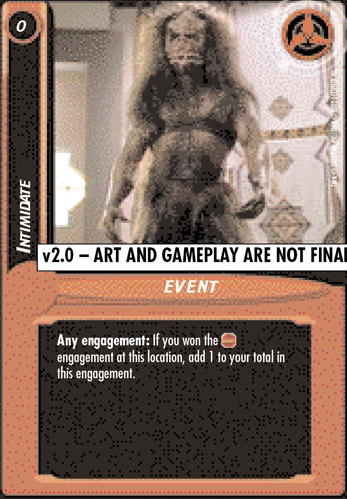 0
INTIMIDATE
v2.0 – ART AND GAMEPLAY ARE NOT FINAL
EVENT
Any engagement: If you won the
engagement at this location, add 1 to your total in
this engagement.